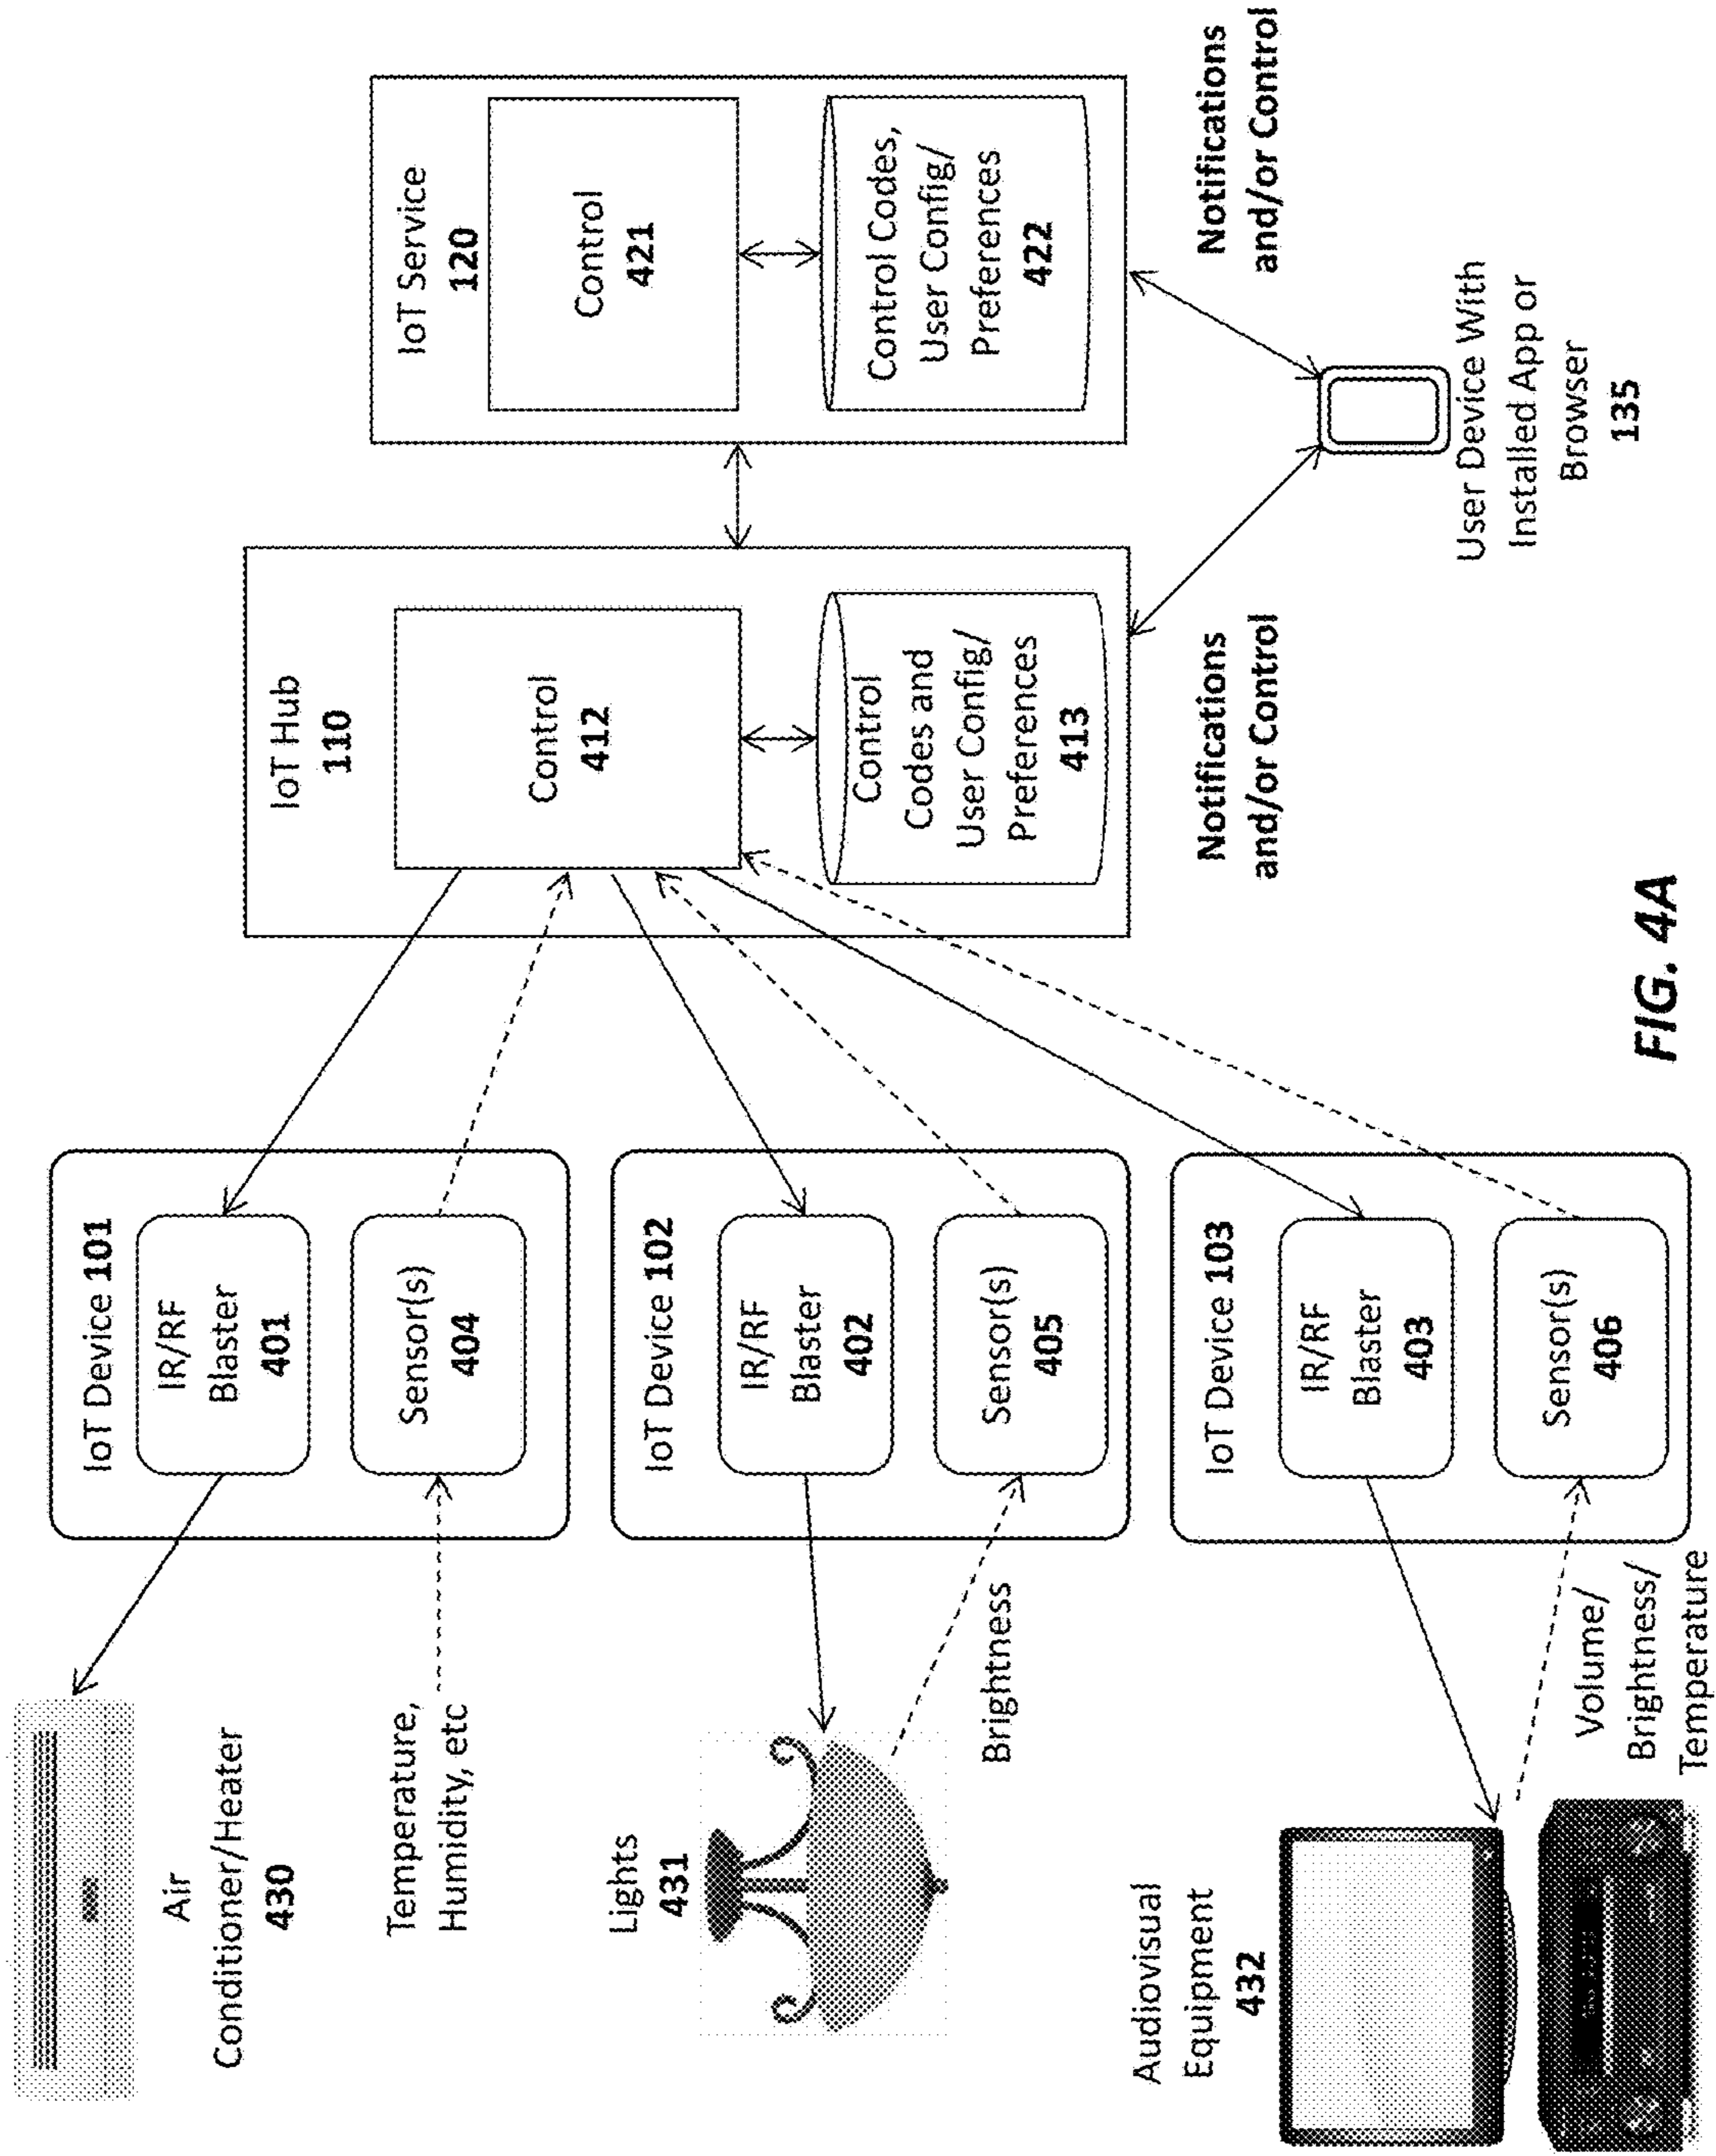 Air
Conditioner/Heater
430
Temperature,
Humidity, etc
IoT Device 101
IR/RF
Blaster
401
Sensor(s)
404
Lights
431
Brightness
IoT Device 102
IR/RF
Blaster
402
Sensor(s)
405
Audiovisual
Equipment
432
Volume/
Brightness/
Temperature
IoT Device 103
IR/RF
Blaster
403
Sensor(s)
406
IoT Hub
110
Control
412
Control
Codes and
User Config/
Preferences
413
Notifications
and/or Control
IoT Service
120
Control
421
Control Codes,
User Config/
Preferences
422
Notifications
and/or Control
User Device With
Installed App or
Browser
135
FIG. 4A